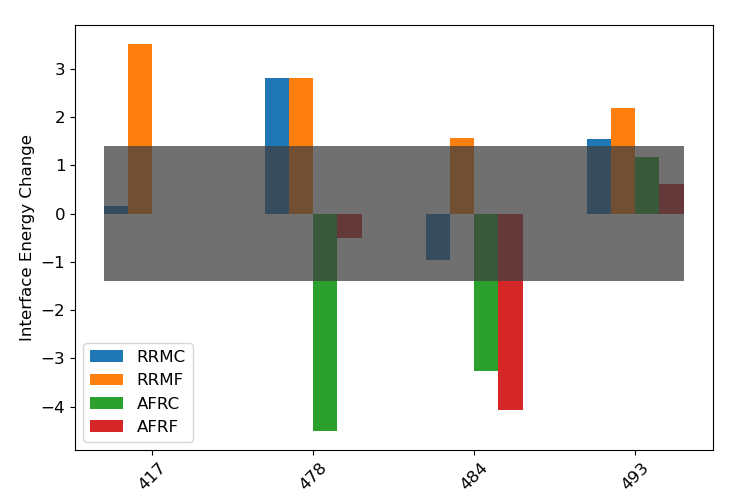 Interface Energy Change
3
2
1
0
−1
−2
−3
−4
RRMC
RRMF
AFRC
AFRF
417
478
484
493